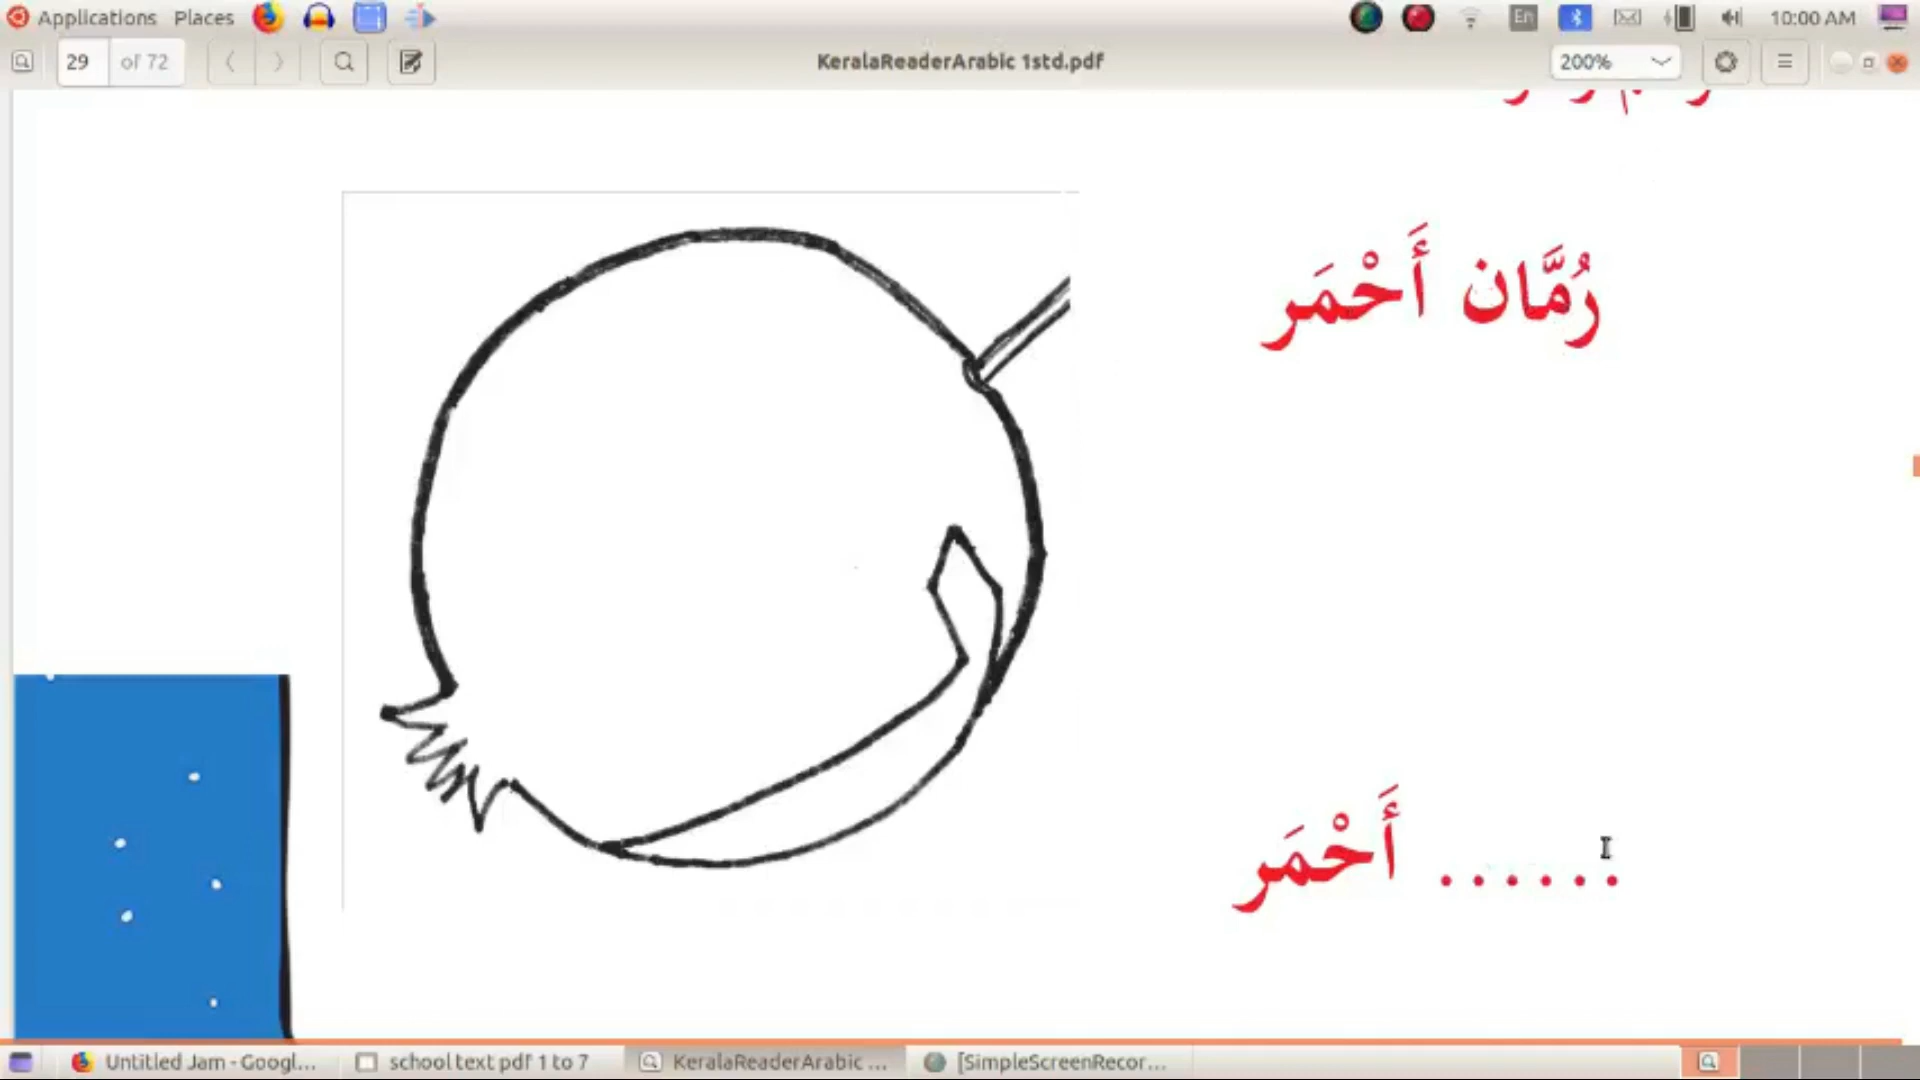 Applications Places En 10:00 AM
29 of 72 KeralaReaderArabic 1std.pdf 200%
رُمَّان أَحْمَر
...... أَحْمَر
Untitled Jam - Googl... school text pdf 1 to 7 KeralaReaderArabic ... [SimpleScreenRecor...